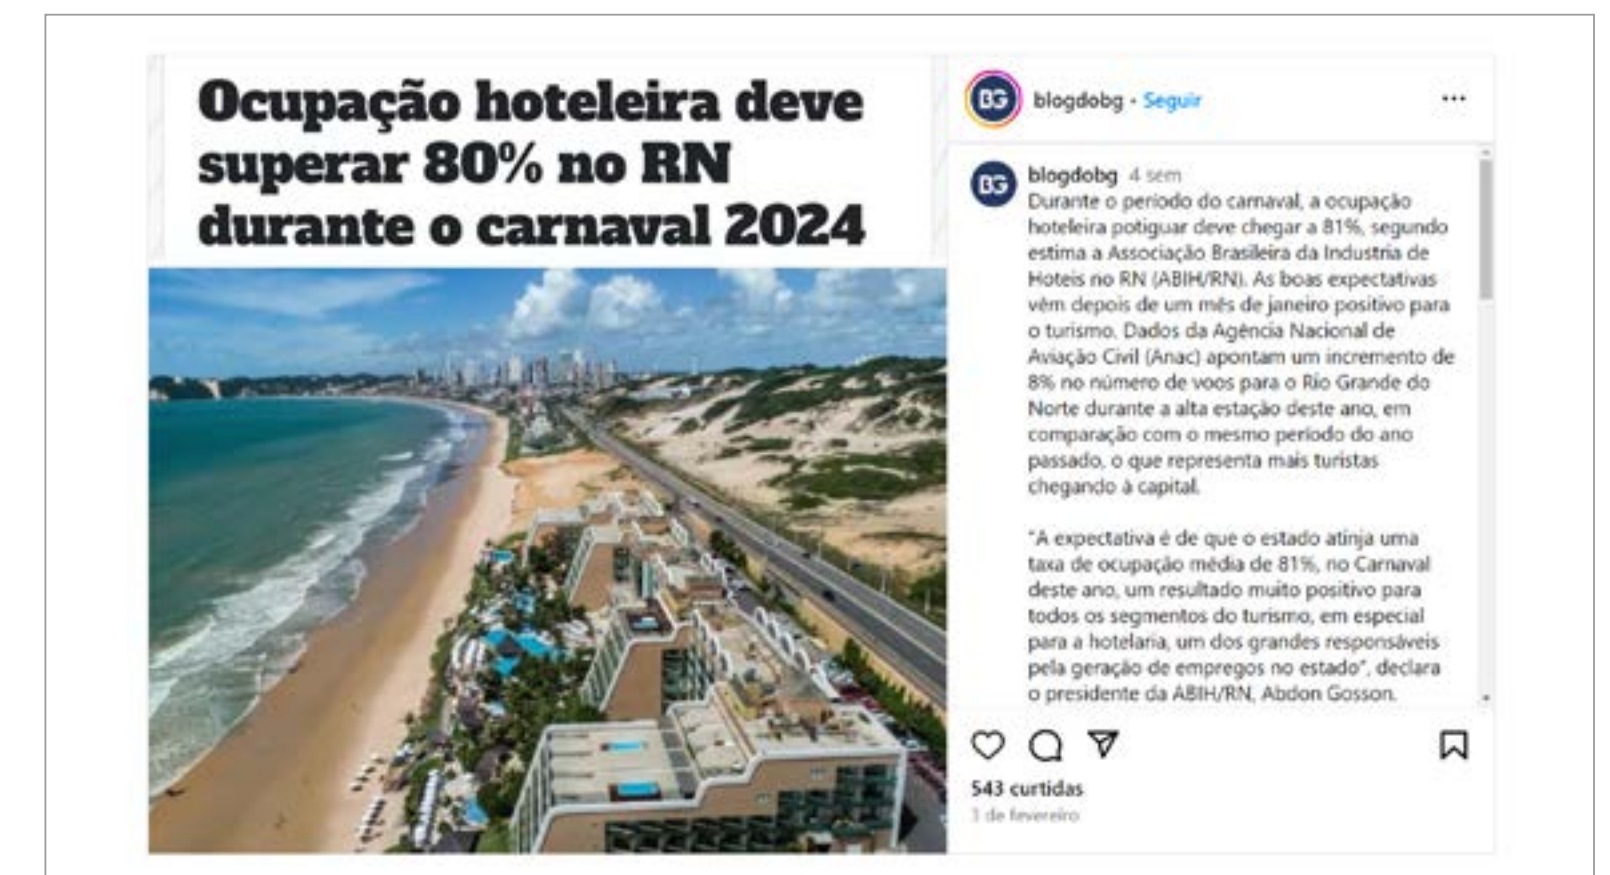 Ocupação hoteleira deve
superar 80% no RN
durante o carnaval 2024
BG
blogdobg • Seguir
BG
blogdobg 4 sem
Durante o período do carnaval, a ocupação
hoteleira potiguar deve chegar a 81%, segundo
estima a Associação Brasileira da Industria de
Hoteis no RN (ABIH/RN). As boas expectativas
vêm depois de um mês de janeiro positivo para
o turismo. Dados da Agência Nacional de
Aviação Civil (Anac) apontam um incremento de
8% no número de voos para o Rio Grande do
Norte durante a alta estação deste ano, em
comparação com o mesmo período do ano
passado, o que representa mais turistas
chegando à capital.
"A expectativa é de que o estado atinja uma
taxa de ocupação média de 81%, no Carnaval
deste ano, um resultado muito positivo para
todos os segmentos do turismo, em especial
para a hotelaria, um dos grandes responsáveis
pela geração de empregos no estado", declara
o presidente da ABIH/RN, Abdon Gosson.
543 curtidas
de fevereiro